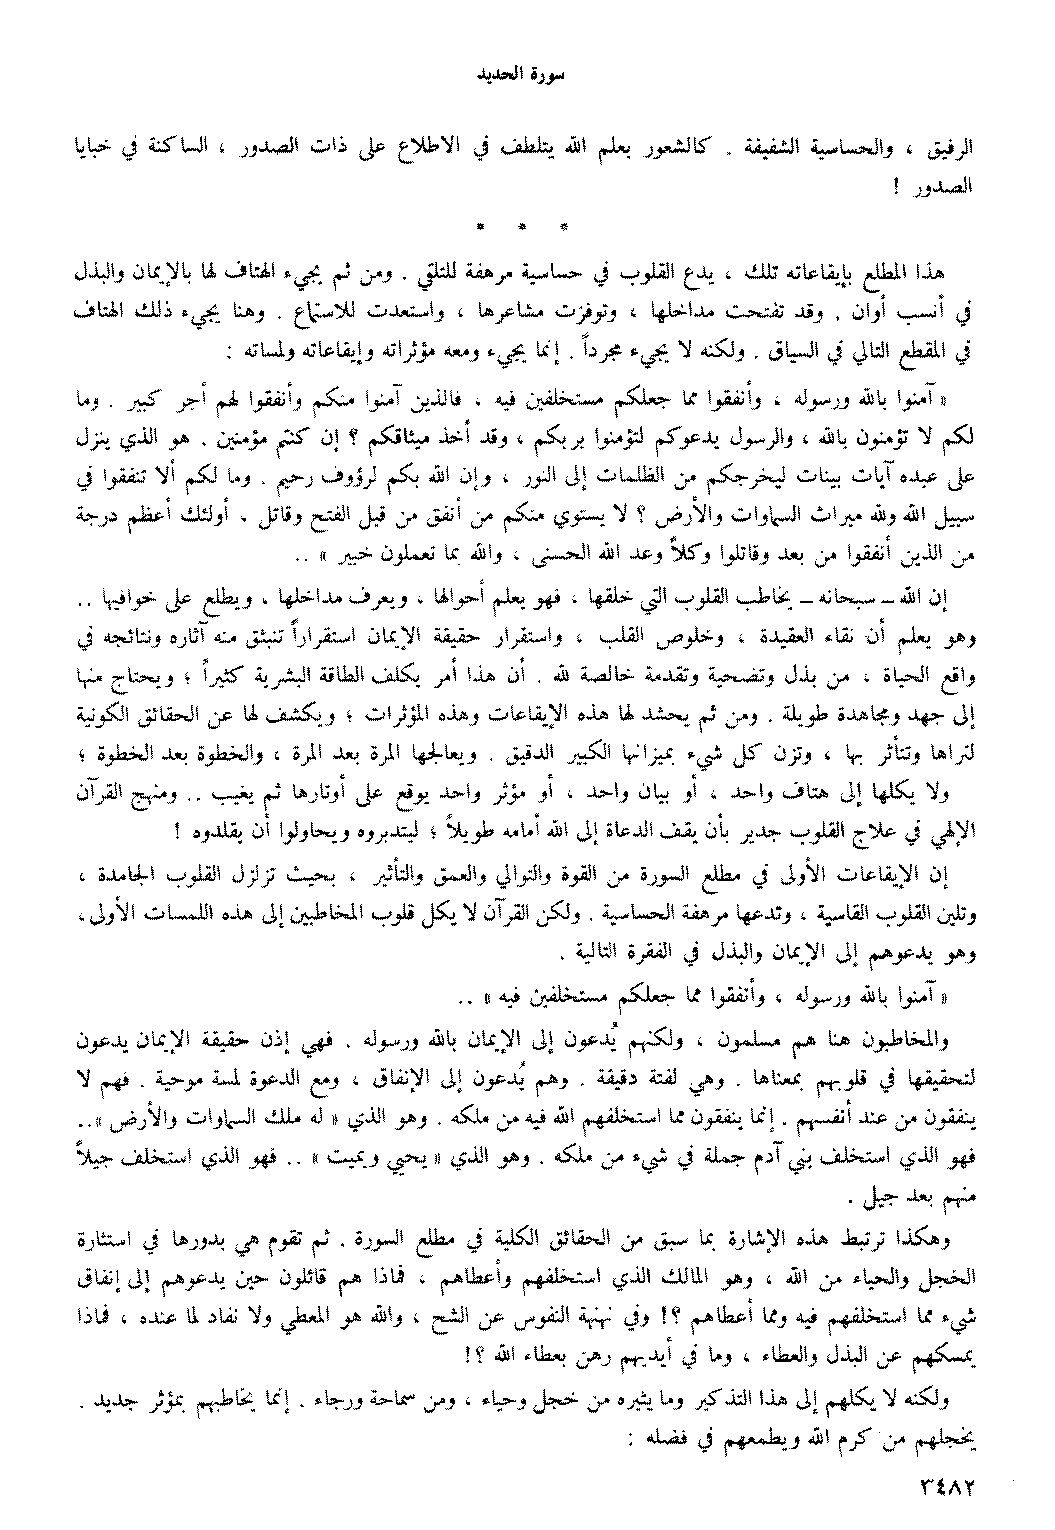 سورة الحديد
الرفيق ، والحساسية الشفيفة . كالشعور بعلم الله يتلطف في الاطلاع على ذات الصدور ، الساكنة في خبايا
الصدور !
* * *
هذا المطلع بإيقاعاته تلك ، يدع القلوب في حساسية مرهفة للتلقي . ومن ثم يجيء الهتاف لها بالإيمان والبذل
في أنسب أوان . وقد تفتحت مداخلها ، وتوفزت مشاعرها ، واستعدت للاستماع . وهنا يجيء ذلك الهتاف
في المقطع التالي في السياق . ولكنه لا يجيء مجرداً . إنما يجيء ومعه مؤثراته وإيقاعاته ولمساته :
« آمنوا بالله ورسوله ، وأنفقوا مما جعلكم مستخلفين فيه ، فالذين آمنوا منكم وأنفقوا لهم أجر كبير . وما
لكم لا تؤمنون بالله ، والرسول يدعوكم لتؤمنوا بربكم ، وقد أخذ ميثاقكم ؟ إن كنتم مؤمنين . هو الذي ينزل
على عبده آيات بينات ليخرجكم من الظلمات إلى النور ، وإن الله بكم لرؤوف رحيم . وما لكم ألا تنفقوا في
سبيل الله ولله ميراث السماوات والأرض ؟ لا يستوي منكم من أنفق من قبل الفتح وقاتل ، أولئك أعظم درجة
من الذين أنفقوا من بعد وقاتلوا وكلاً وعد الله الحسنى ، والله بما تعملون خبير » ..
إن الله – سبحانه – يخاطب القلوب التي خلقها ، فهو يعلم أحوالها ، ويعرف مداخلها ، ويطلع على خوافيها ..
وهو يعلم أن نقاء العقيدة ، وخلوص القلب ، واستقرار حقيقة الإيمان استقراراً تنبثق منه آثاره ونتائجه في
واقع الحياة ، من بذل وتضحية وتقدمة خالصة لله . أن هذا أمر يكلف الطاقة البشرية كثيراً ؛ ويحتاج منها
إلى جهد ومجاهدة طويلة . ومن ثم يحشد لها هذه الإيقاعات وهذه المؤثرات ؛ ويكشف لها عن الحقائق الكونية
لتراها وتتأثر بها ، وتزن كل شيء بميزانها الكبير الدقيق . ويعالجها المرة بعد المرة ، والخطوة بعد الخطوة ؛
ولا يكلها إلى هتاف واحد ، أو بيان واحد ، أو مؤثر واحد يوقع على أوتارها ثم يغيب .. ومنهج القرآن
الإلهي في علاج القلوب جدير بأن يقف الدعاة إلى الله أمامه طويلاً ؛ ليتدبروه ويحاولوا أن يقلدوه !
إن الإيقاعات الأولى في مطلع السورة من القوة والتوالي والعمق والتأثير ، بحيث تزلزل القلوب الجامدة ،
وتلين القلوب القاسية ، وتدعها مرهفة الحساسية . ولكن القرآن لا يكل قلوب المخاطبين إلى هذه اللمسات الأولى ،
وهو يدعوهم إلى الإيمان والبذل في الفقرة التالية .
« آمنوا بالله ورسوله ، وأنفقوا مما جعلكم مستخلفين فيه » ..
والمخاطبون هنا هم مسلمون ، ولكنهم يُدعون إلى الإيمان بالله ورسوله . فهي إذن حقيقة الإيمان يدعون
لتحقيقها في قلوبهم بمعناها . وهي لفتة دقيقة . وهم يُدعون إلى الإنفاق ، ومع الدعوة لمسة موحية . فهم لا
ينفقون من عند أنفسهم . إنما ينفقون مما استخلفهم الله فيه من ملكه . وهو الذي « له ملك السماوات والأرض » ..
فهو الذي استخلف بني آدم جملة في شيء من ملكه . وهو الذي « يحيي ويميت » .. فهو الذي استخلف جيلاً
منهم بعد جيل .
وهكذا ترتبط هذه الإشارة بما سبق من الحقائق الكلية في مطلع السورة . ثم تقوم هي بدورها في استثارة
الخجل والحياء من الله ، وهو المالك الذي استخلفهم وأعطاهم ، فماذا هم قائلون حين يدعوهم إلى إنفاق
شيء مما استخلفهم فيه ومما أعطاهم ؟! وفي نهنهة النفوس عن الشح ، والله هو المعطي ولا نفاد لما عنده ، فماذا
يمسكهم عن البذل والعطاء ، وما في أيديهم رهن بعطاء الله ؟!
ولكنه لا يكلهم إلى هذا التذكير وما يثيره من خجل وحياء ، ومن سماحة ورجاء . إنما يخاطبهم بمؤثر جديد .
يخجلهم من كرم الله ويطمعهم في فضله :
٣٤٨٢